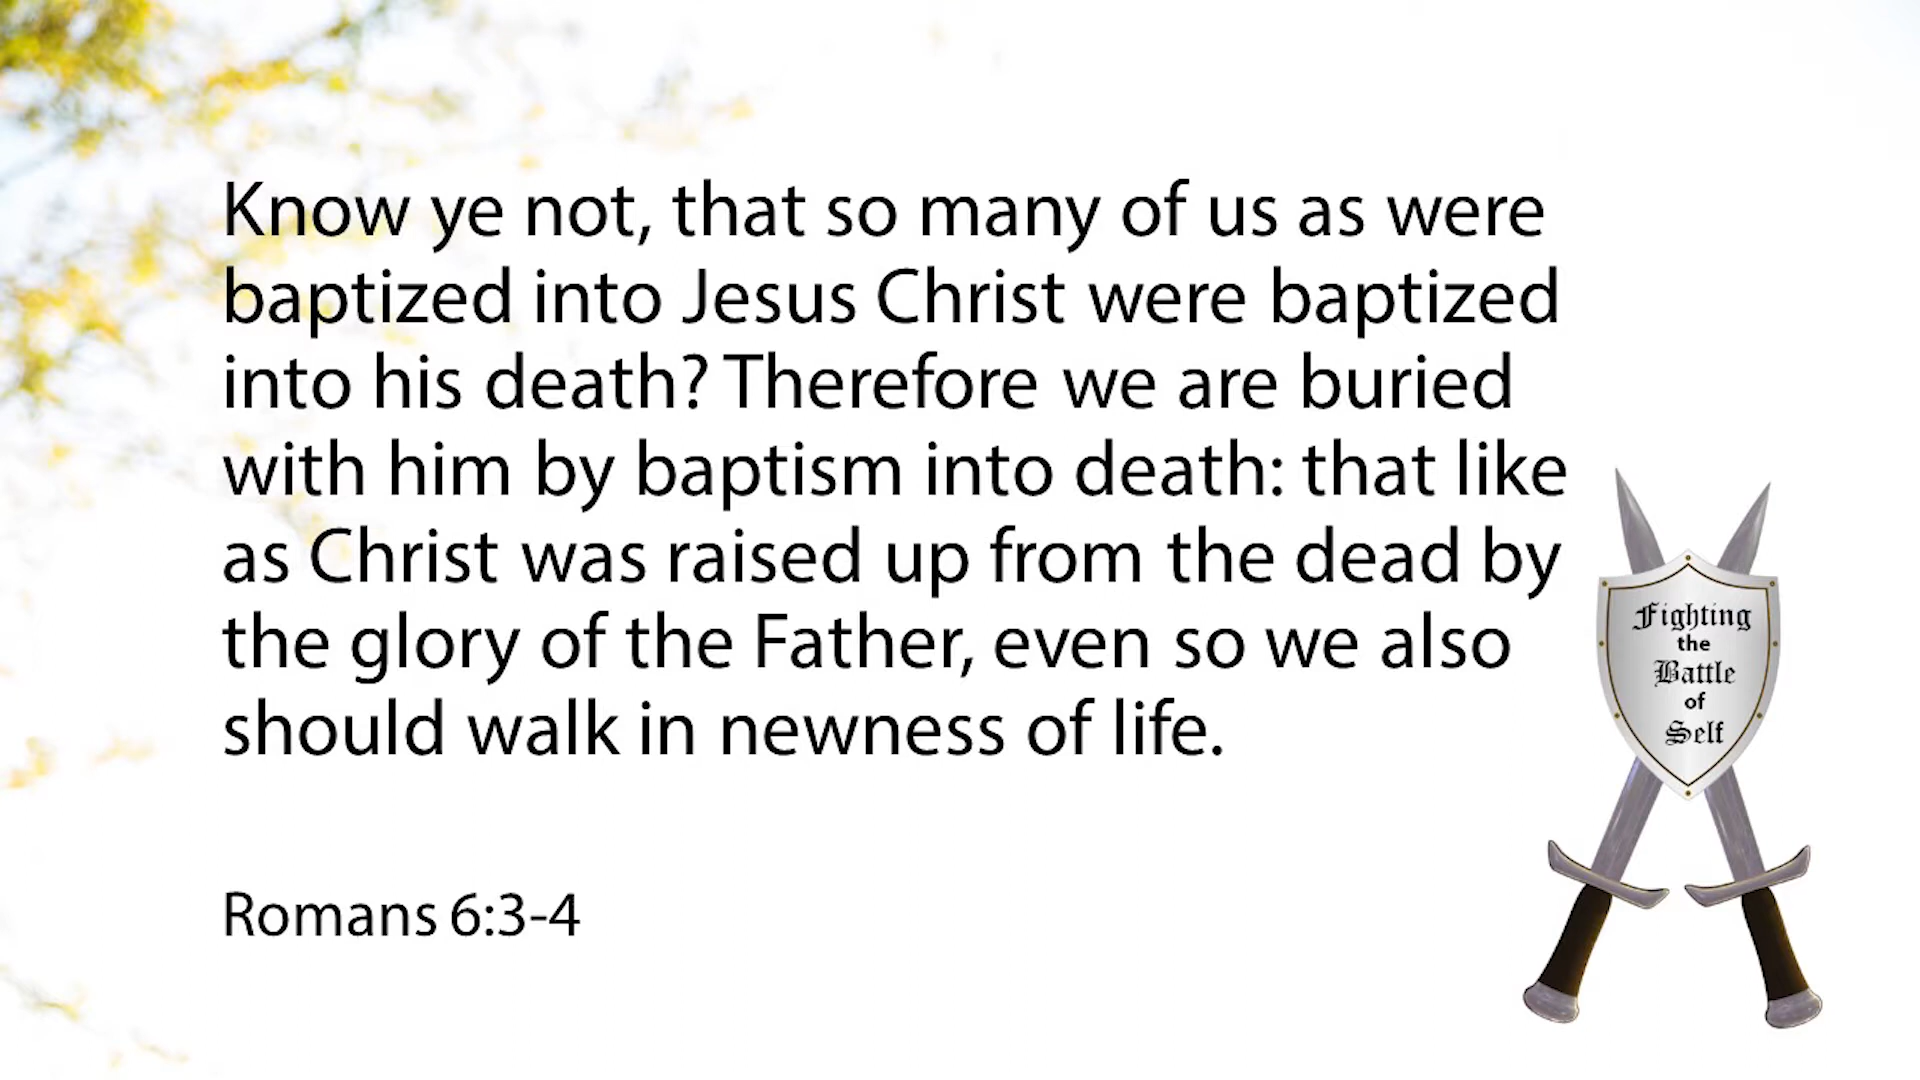 Know ye not, that so many of us as were
baptized into Jesus Christ were baptized
into his death? Therefore we are buried
with him by baptism into death: that like
as Christ was raised up from the dead by
the glory of the Father, even so we also
should walk in newness of life.
Romans 6:3-4
Fighting
the
Battle
of
Self